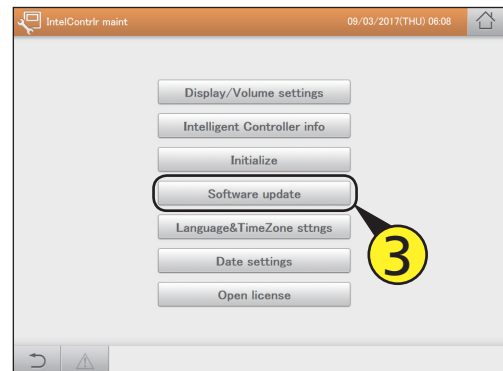 IntelContrlr maint 09/03/2017(THU) 06:08
Display/Volume settings
Intelligent Controller info
Initialize
Software update
Language&TimeZone sttngs
3
Date settings
Open license